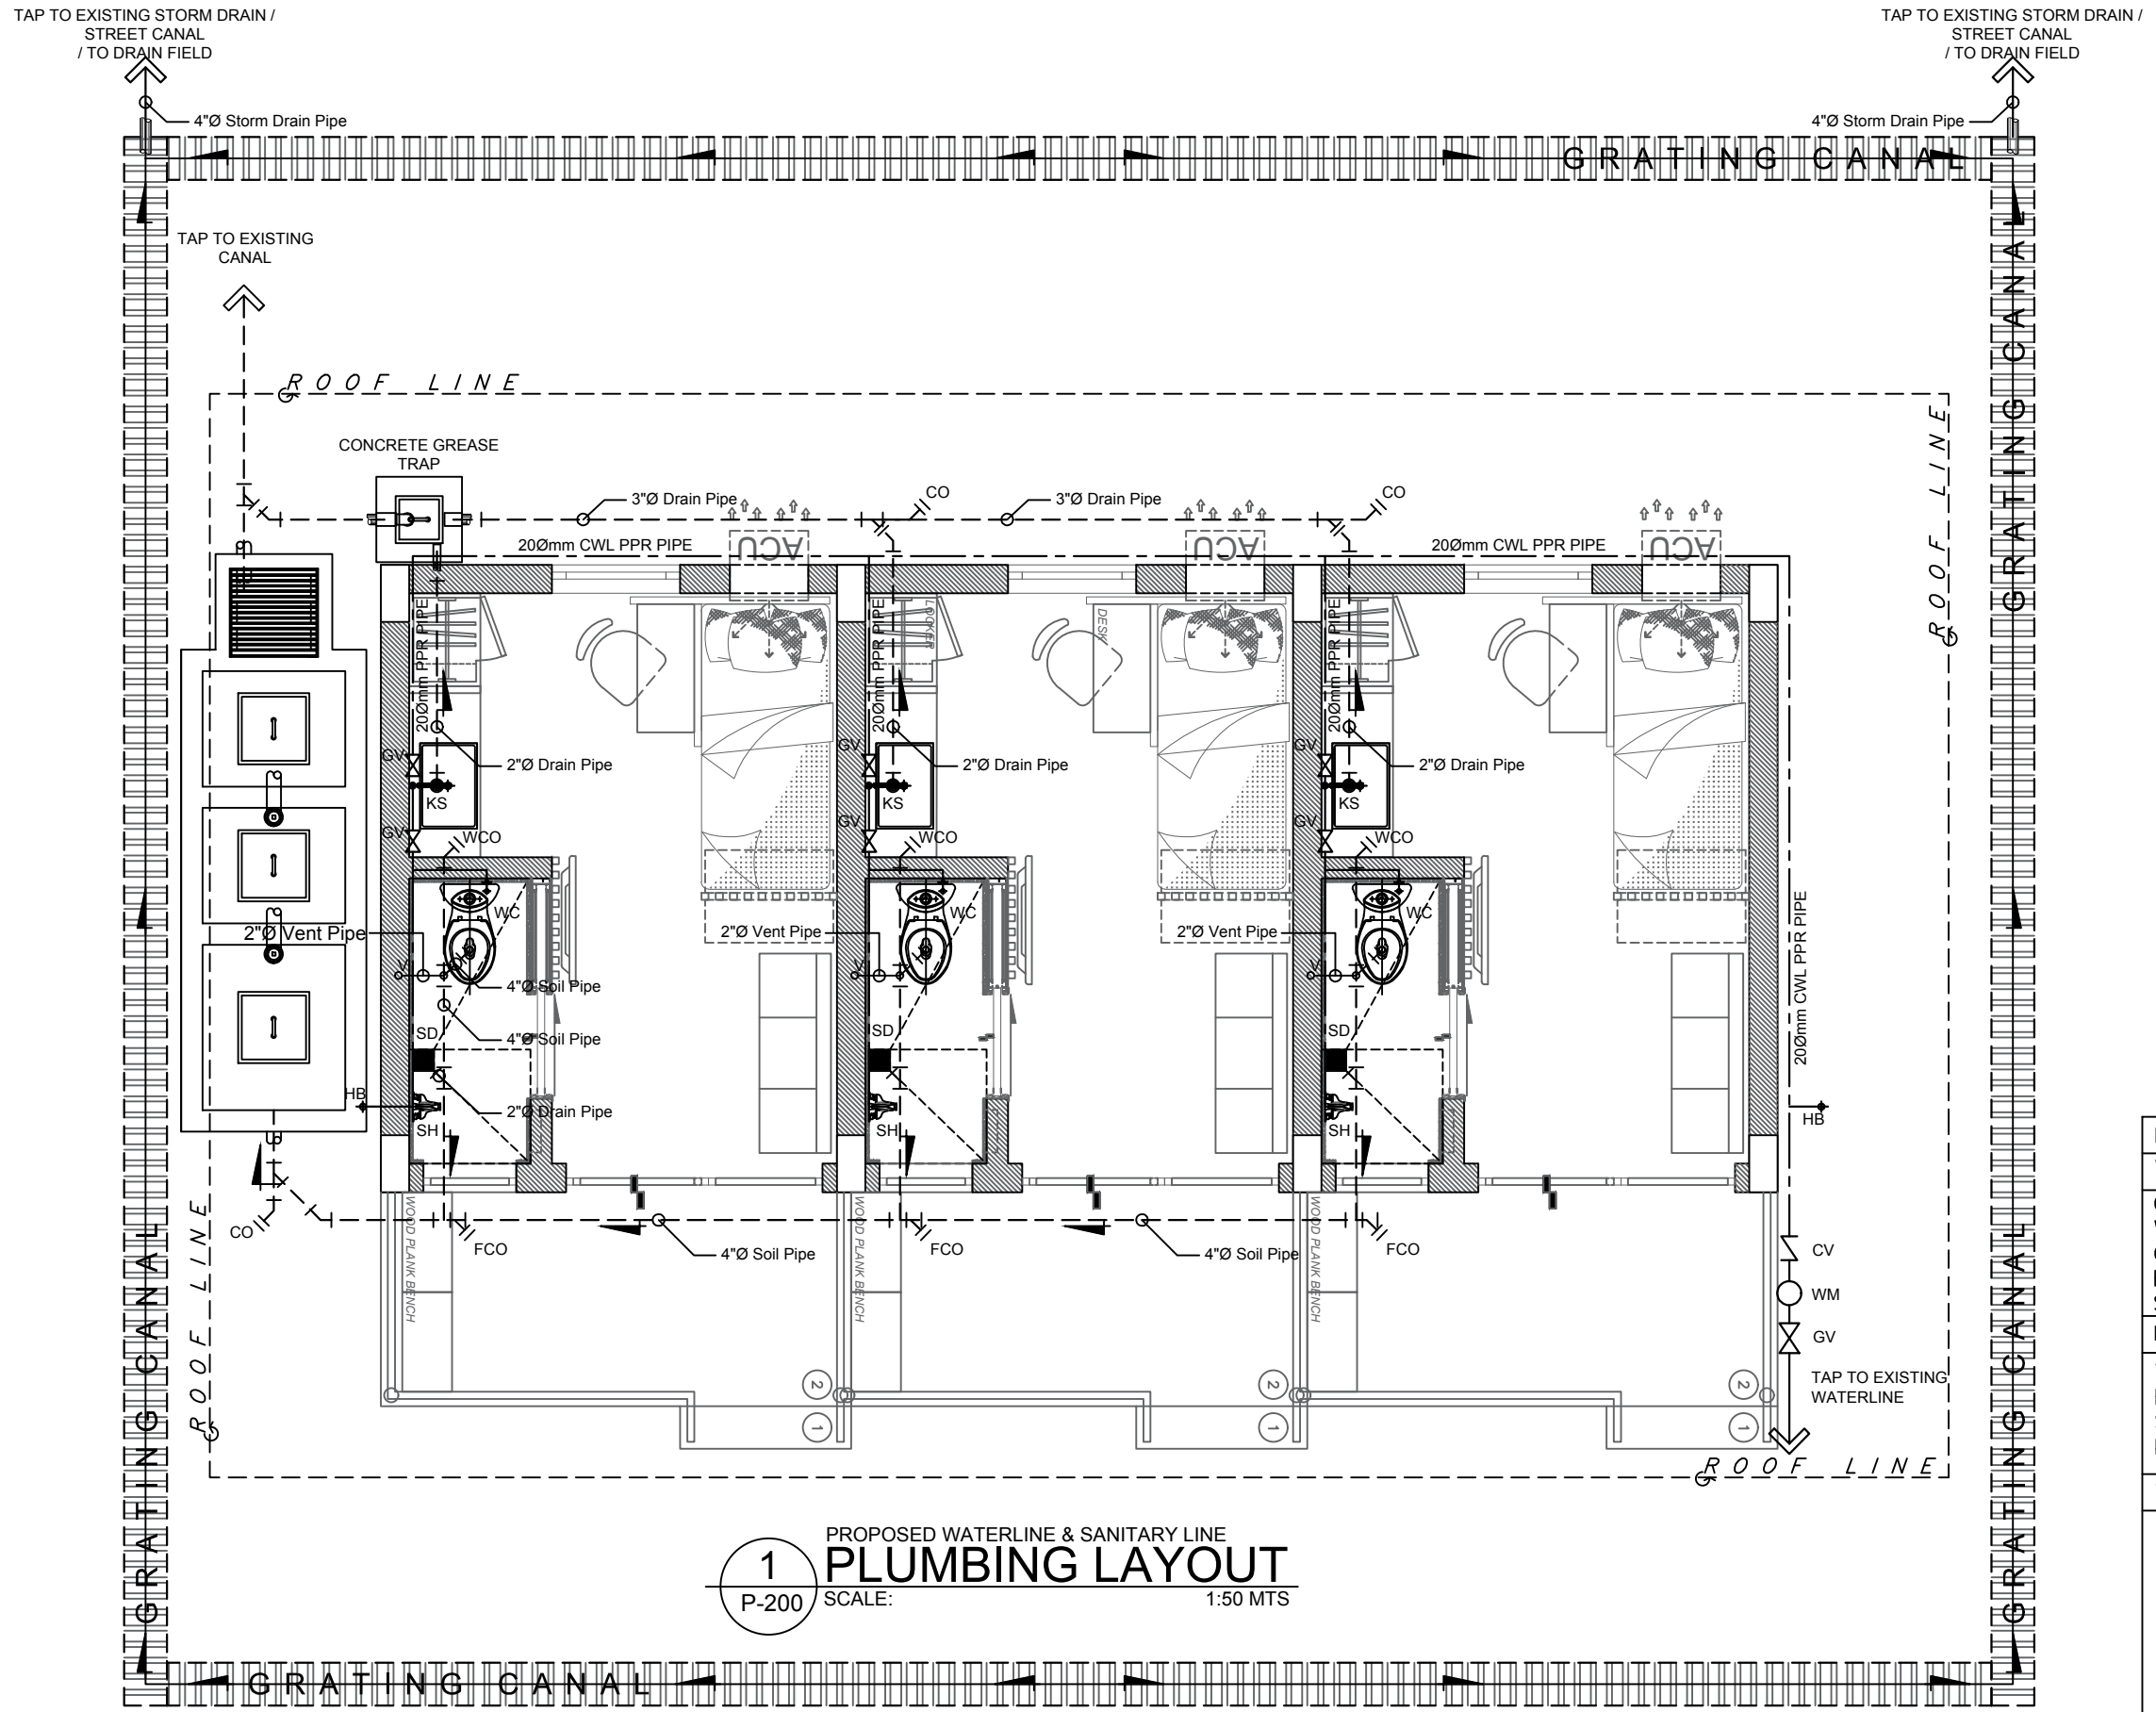 TAP TO EXISTING STORM DRAIN /
STREET CANAL
/ TO DRAIN FIELD
TAP TO EXISTING STORM DRAIN /
STREET CANAL
/ TO DRAIN FIELD
4"Ø Storm Drain Pipe
4"Ø Storm Drain Pipe
GRATING CANAL
TAP TO EXISTING
CANAL
GRATING CANAL
ROOF LINE
ROOF LINE
CONCRETE GREASE
TRAP
3"Ø Drain Pipe
CO
3"Ø Drain Pipe
CO
20Ømm CWL PPR PIPE
ACU
ACU
20Ømm CWL PPR PIPE
ACU
20Ømm PPR PIPE
20Ømm PPR PIPE
LOCKER
DESK
20Ømm PPR PIPE
GV
2"Ø Drain Pipe
GV
2"Ø Drain Pipe
GV
2"Ø Drain Pipe
KS
KS
KS
GV
WCO
GV
WCO
GV
WCO
WC
WC
WC
2"Ø Vent Pipe
2"Ø Vent Pipe
2"Ø Vent Pipe
V
V
V
4"Ø Soil Pipe
20Ømm CWL PPR PIPE
SD
4"Ø Soil Pipe
SD
SD
HB
2"Ø Drain Pipe
HB
SH
SH
SH
CO
FCO
4"Ø Soil Pipe
FCO
4"Ø Soil Pipe
FCO
WOOD PLANK BENCH
WOOD PLANK BENCH
WOOD PLANK BENCH
CV
WM
GV
TAP TO EXISTING
WATERLINE
2
2
2
1
1
1
ROOF LINE
ROOF LINE
GRATING CANAL
GRATING CANAL
1
P-200
PROPOSED WATERLINE & SANITARY LINE
PLUMBING LAYOUT
SCALE: 1:50 MTS
GRATING CANAL